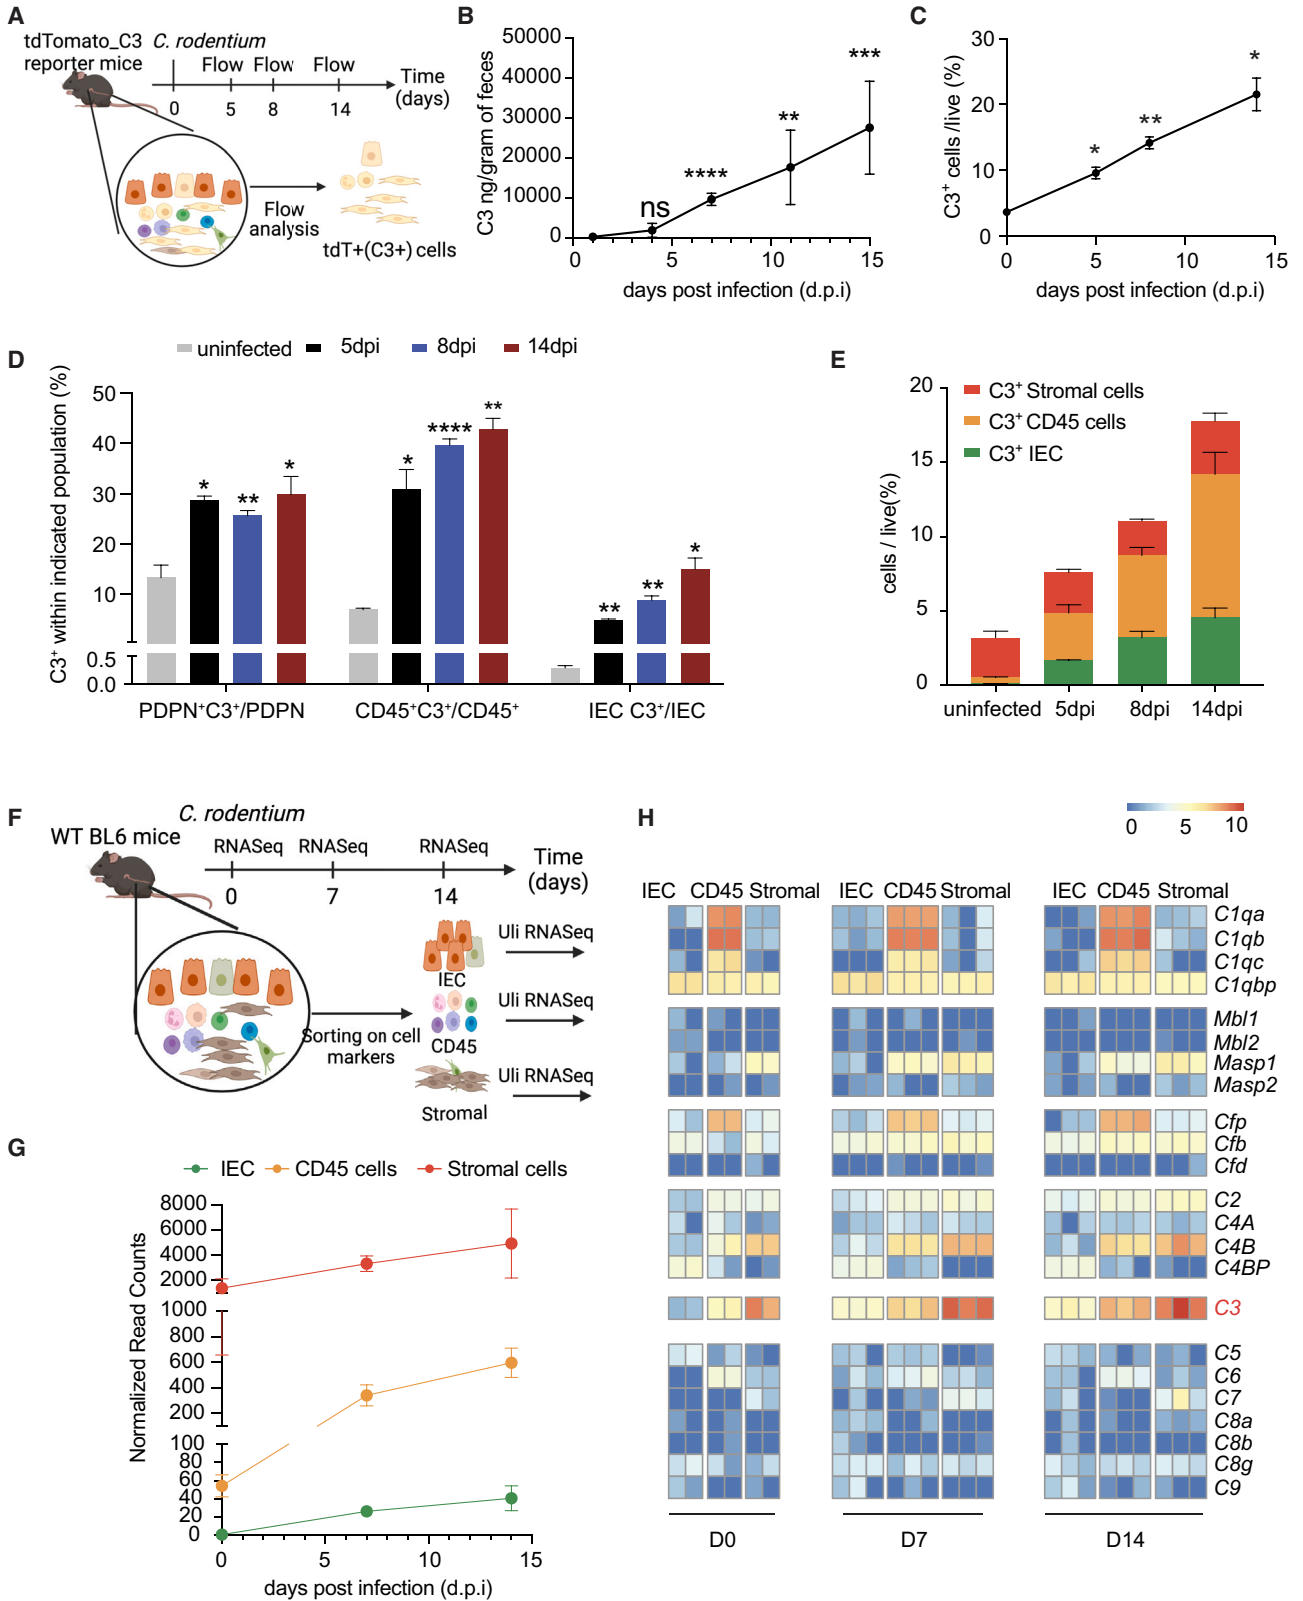 A
tdTomato_C3
reporter mice
C. rodentium
Flow Flow Flow
Time
(days)
0 5 8 14
Flow
analysis
tdT+(C3+) cells
B
C3 ng/gram of feces
50000
40000
30000
20000
10000
0
ns
****
**
***
0 5 10 15
days post infection (d.p.i)
C
C3⁺ cells /live (%)
30
20
10
0
*
**
*
0 5 10 15
days post infection (d.p.i)
D
uninfected 5dpi 8dpi 14dpi
C3⁺ within indicated population (%)
50
40
30
20
10
0.5
0.0
* ** *
* **** **
** ** *
PDPN⁺C3⁺/PDPN CD45⁺C3⁺/CD45⁺ IEC C3⁺/IEC
E
C3⁺ Stromal cells
C3⁺ CD45 cells
C3⁺ IEC
cells / live(%)
20
15
10
5
0
uninfected 5dpi 8dpi 14dpi
F
C. rodentium
WT BL6 mice
RNASeq RNASeq RNASeq
Time
(days)
0 7 14
Sorting on cell
markers
IEC
CD45
Stromal
Uli RNASeq
Uli RNASeq
Uli RNASeq
G
IEC CD45 cells Stromal cells
Normalized Read Counts
8000
6000
4000
2000
1000
800
600
400
200
100
80
60
40
20
0
0 5 10 15
days post infection (d.p.i)
H
0 5 10
IEC CD45 Stromal IEC CD45 Stromal IEC CD45 Stromal
C1qa
C1qb
C1qc
C1qbp
Mbl1
Mbl2
Masp1
Masp2
Cfp
Cfb
Cfd
C2
C4A
C4B
C4BP
C3
C5
C6
C7
C8a
C8b
C8g
C9
D0 D7 D14